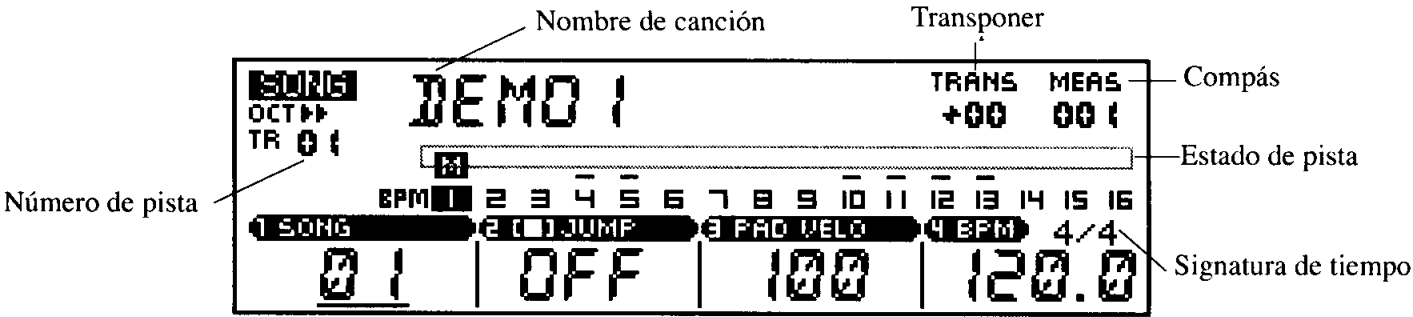 Nombre de canción
Transponer
SONG
DEMO1
TRANS
MEAS
Compás
OCT
+00
001
TR 01
M
Estado de pista
Número de pista
BPM 1 2 3 4 5 6 7 8 9 10 11 12 13 14 15 16
1 SONG
2 [■]JUMP
3 PAD VELO
4 BPM
4/4
01
OFF
100
120.0
Signatura de tiempo